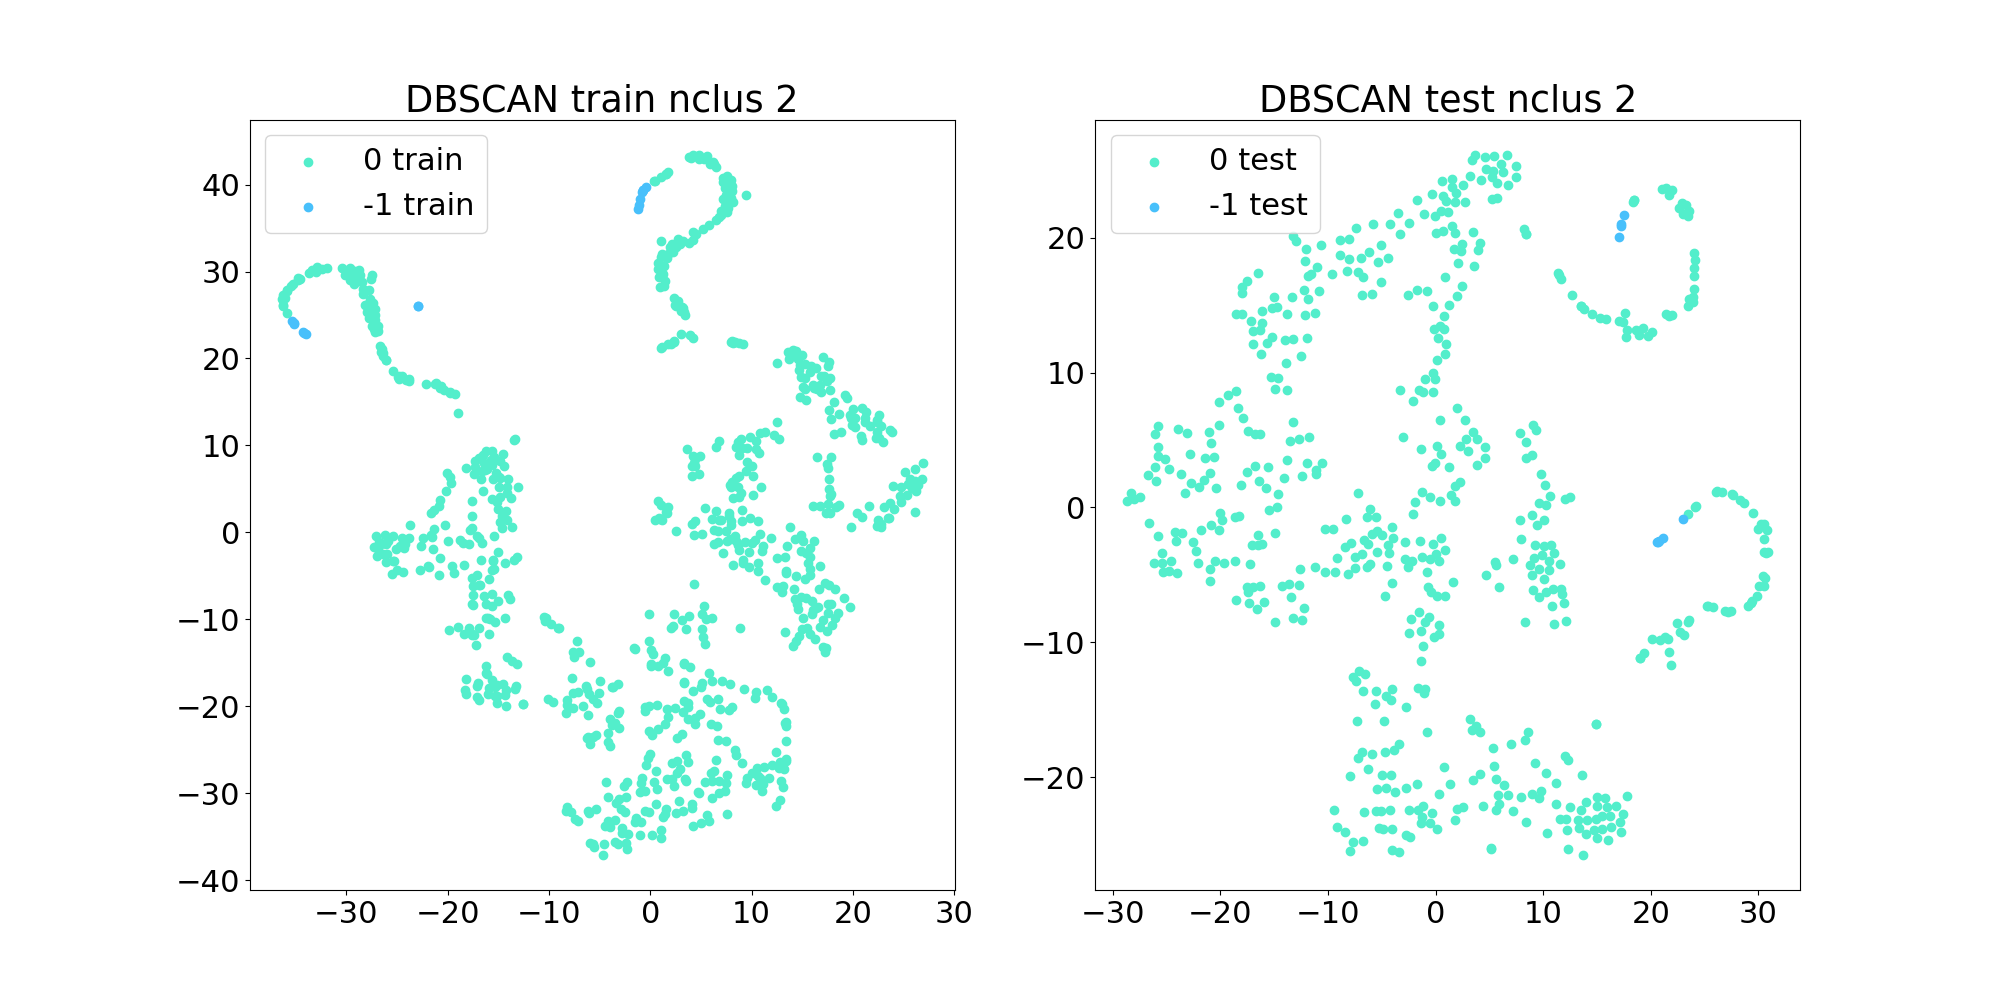 DBSCAN train nclus 2
0 train
-1 train
40
30
20
10
0
−10
−20
−30
−40
−30 −20 −10 0 10 20 30
DBSCAN test nclus 2
0 test
-1 test
20
10
0
−10
−20
−30 −20 −10 0 10 20 30